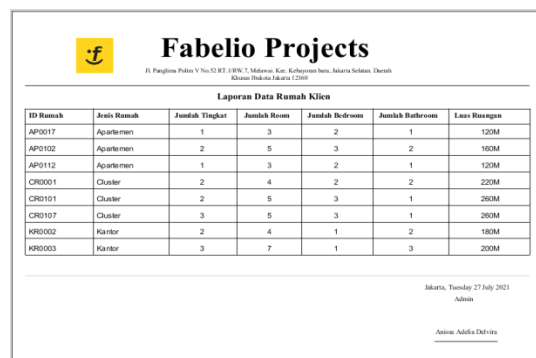 Fabelio Projects
Jl. Panglima Polim V No.52 RT. 1/RW.7, Melawai. Kec. Kebayoran baru, Jakarta Selatan. Daerah
Khusus Ibukota Jakarta 12160
Laporan Data Rumah Klien
ID Rumah Jenis Rumah Jumlah Tingkat Jumlah Room Jumlah Bedroom Jumlah Bathroom Luas Ruangan
AP0017 Apartemen 1 3 2 1 120M
AP0102 Apartemen 2 5 3 2 160M
AP0112 Apartemen 1 3 2 1 120M
CR0001 Cluster 2 4 2 2 220M
CR0101 Cluster 2 5 3 1 260M
CR0107 Cluster 3 5 3 1 260M
KR0002 Kantor 2 4 1 2 180M
KR0003 Kantor 3 7 1 3 200M
Jakarta, Tuesday 27 July 2021
Admin
Anissa Adelia Delvira